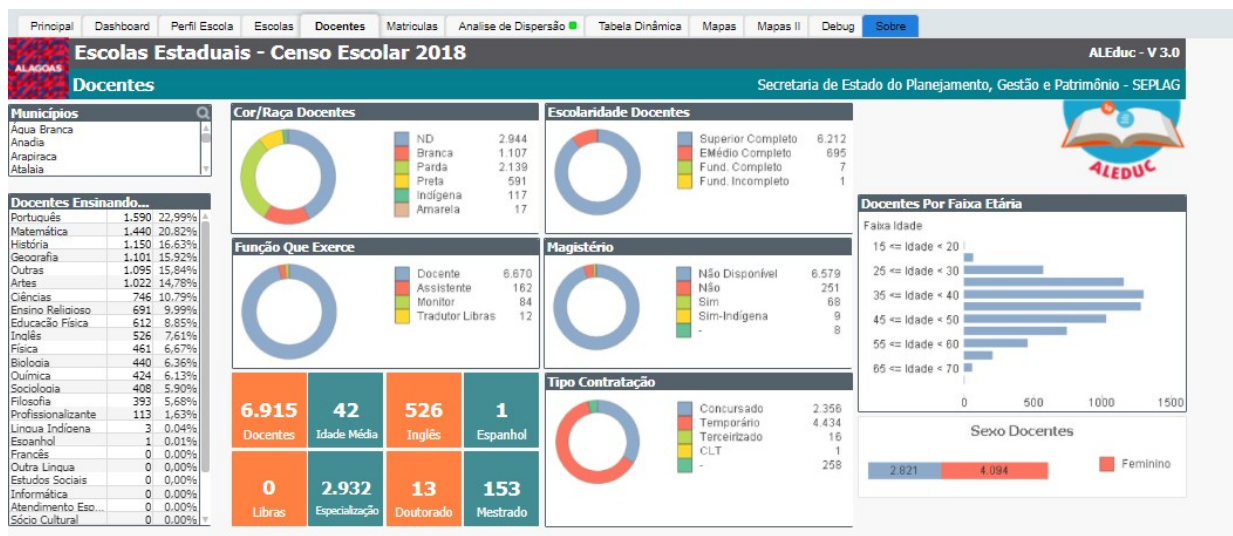 Principal Dashboard Perfil Escola Escolas Docentes Matriculas Analise de Dispersão Tabela Dinâmica Mapas Mapas II Debug Sobre
ALAGOAS
Escolas Estaduais - Censo Escolar 2018
ALEduc - V 3.0
Docentes
Secretaria de Estado do Planejamento, Gestão e Patrimônio - SEPLAG
Municípios
Água Branca
Anadia
Arapiraca
Atalaia
Docentes Ensinando...
Português 1.590 22,99%
Matemática 1.440 20.82%
História 1.150 16.63%
Geografia 1.101 15.92%
Outras 1.095 15,84%
Artes 1.022 14,78%
Ciências 746 10.79%
Ensino Religioso 691 9.99%
Educação Física 612 8.85%
Inglês 526 7,61%
Física 461 6,67%
Biologia 440 6.36%
Química 424 6.13%
Sociologia 408 5.90%
Filosofia 393 5,68%
Profissionalizante 113 1,63%
Lingua Indígena 3 0.04%
Espanhol 1 0.01%
Francês 0 0.00%
Outra Lingua 0 0,00%
Estudos Sociais 0 0,00%
Informática 0 0.00%
Atendimento Esp... 0 0.00%
Sócio Cultural 0 0.00%
Cor/Raça Docentes
ND 2.944
Branca 1.107
Parda 2.139
Preta 591
Indígena 117
Amarela 17
Escolaridade Docentes
Superior Completo 6.212
EMédio Completo 695
Fund. Completo 7
Fund. Incompleto 1
Função Que Exerce
Docente 6.670
Assistente 162
Monitor 84
Tradutor Libras 12
Magistério
Não Disponível 6.579
Não 251
Sim 68
Sim-Indígena 9
- 8
6.915 Docentes
42 Idade Média
526 Inglês
1 Espanhol
0 Libras
2.932 Especialização
13 Doutorado
153 Mestrado
Tipo Contratação
Concursado 2.356
Temporário 4.434
Terceirizado 16
CLT 1
- 258
ALEDUC
Docentes Por Faixa Etária
Faixa Idade
15 <= Idade < 20
25 <= Idade < 30
35 <= Idade < 40
45 <= Idade < 50
55 <= Idade < 60
65 <= Idade < 70
0 500 1000 1500
Sexo Docentes
2.821 4.094 Feminino